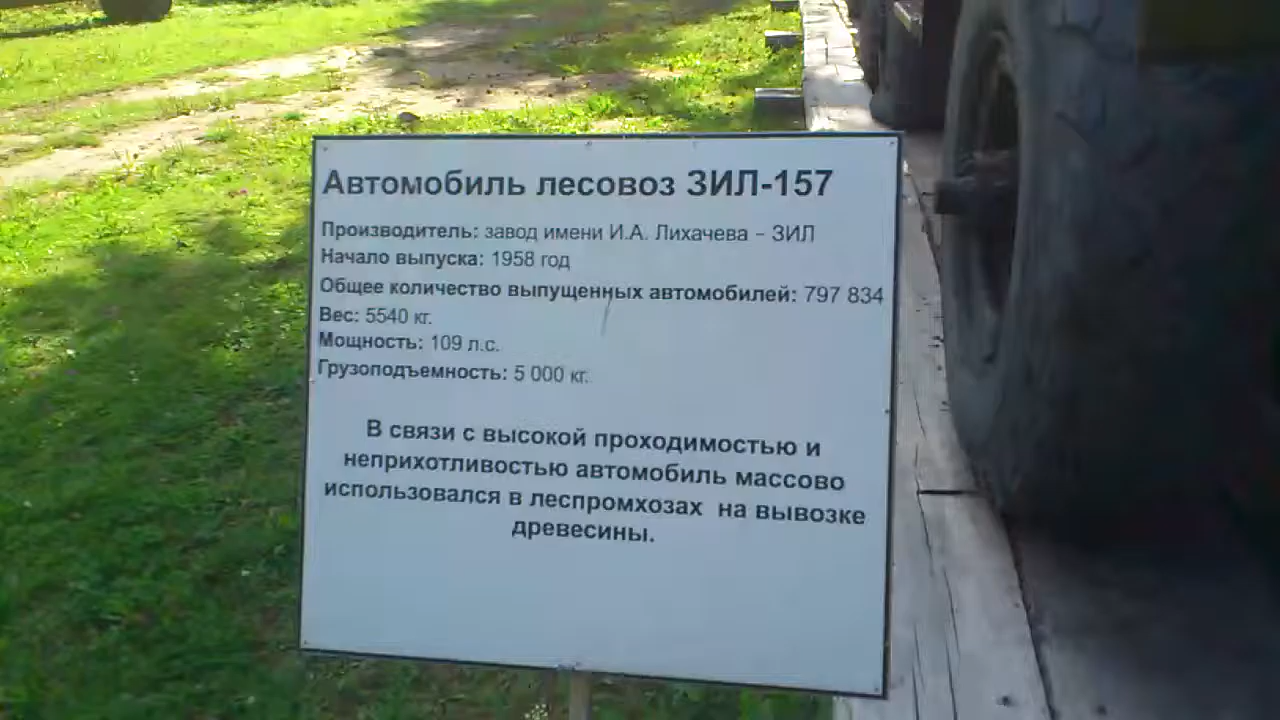 Автомобиль лесовоз ЗИЛ-157
Производитель: завод имени И.А. Лихачева – ЗИЛ
Начало выпуска: 1958 год
Общее количество выпущенных автомобилей: 797 834
Вес: 5540 кг.
Мощность: 109 л.с.
Грузоподъемность: 5 000 кг.
В связи с высокой проходимостью и
неприхотливостью автомобиль массово
использовался в леспромхозах на вывозке
древесины.